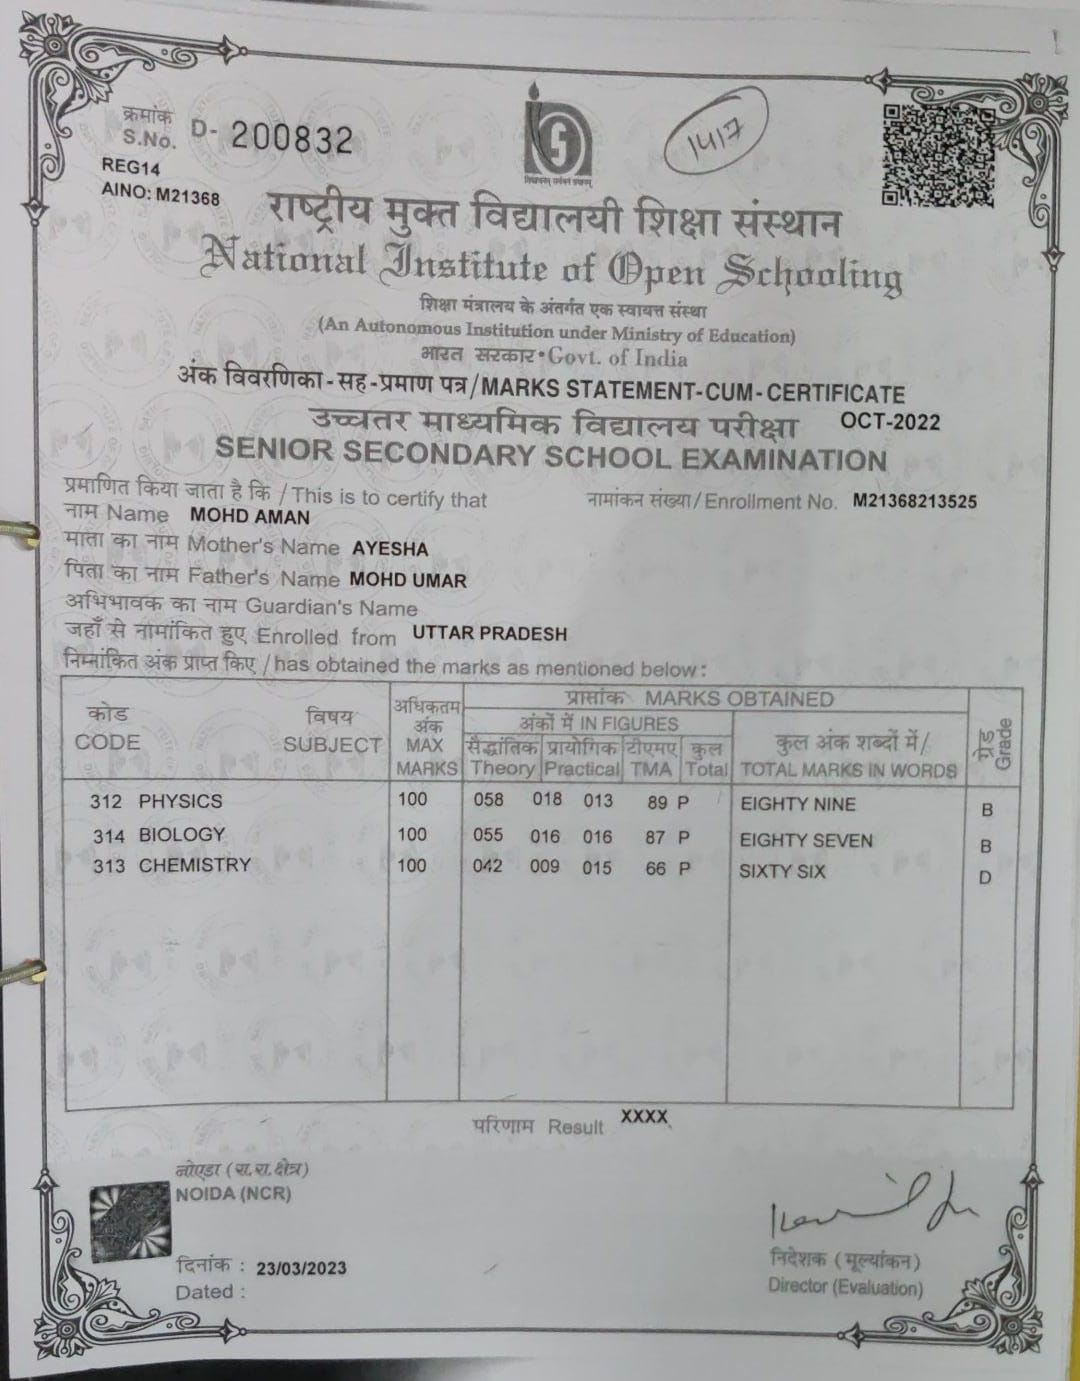 क्रमांक
S.No. D- 200832
1417
REG14
AINO: M21368
राष्ट्रीय मुक्त विद्यालयी शिक्षा संस्थान
National Institute of Open Schooling
शिक्षा मंत्रालय के अंतर्गत एक स्वायत्त संस्था
(An Autonomous Institution under Ministry of Education)
भारत सरकार•Govt. of India
अंक विवरणिका-सह-प्रमाण पत्र/MARKS STATEMENT-CUM-CERTIFICATE
उच्चतर माध्यमिक विद्यालय परीक्षा OCT-2022
SENIOR SECONDARY SCHOOL EXAMINATION
प्रमाणित किया जाता है कि / This is to certify that नामांकन संख्या/Enrollment No. M21368213525
नाम Name MOHD AMAN
माता का नाम Mother's Name AYESHA
पिता का नाम Father's Name MOHD UMAR
अभिभावक का नाम Guardian's Name
जहाँ से नामांकित हुए Enrolled from UTTAR PRADESH
निम्नांकित अंक प्राप्त किए / has obtained the marks as mentioned below:
कोड CODE विषय SUBJECT अधिकतम अंक MAX MARKS प्राप्तांक MARKS OBTAINED ग्रेड Grade
अंकों में IN FIGURES कुल अंक शब्दों में/ TOTAL MARKS IN WORDS
सैद्धांतिक प्रायोगिक टीएमए कुल
Theory Practical TMA Total
312 PHYSICS 100 058 018 013 89 P EIGHTY NINE B
314 BIOLOGY 100 055 016 016 87 P EIGHTY SEVEN B
313 CHEMISTRY 100 042 009 015 66 P SIXTY SIX D
परिणाम Result XXXX
नोएडा (रा.रा.क्षेत्र)
NOIDA (NCR)
दिनांक : 23/03/2023
Dated :
निदेशक (मूल्यांकन)
Director (Evaluation)